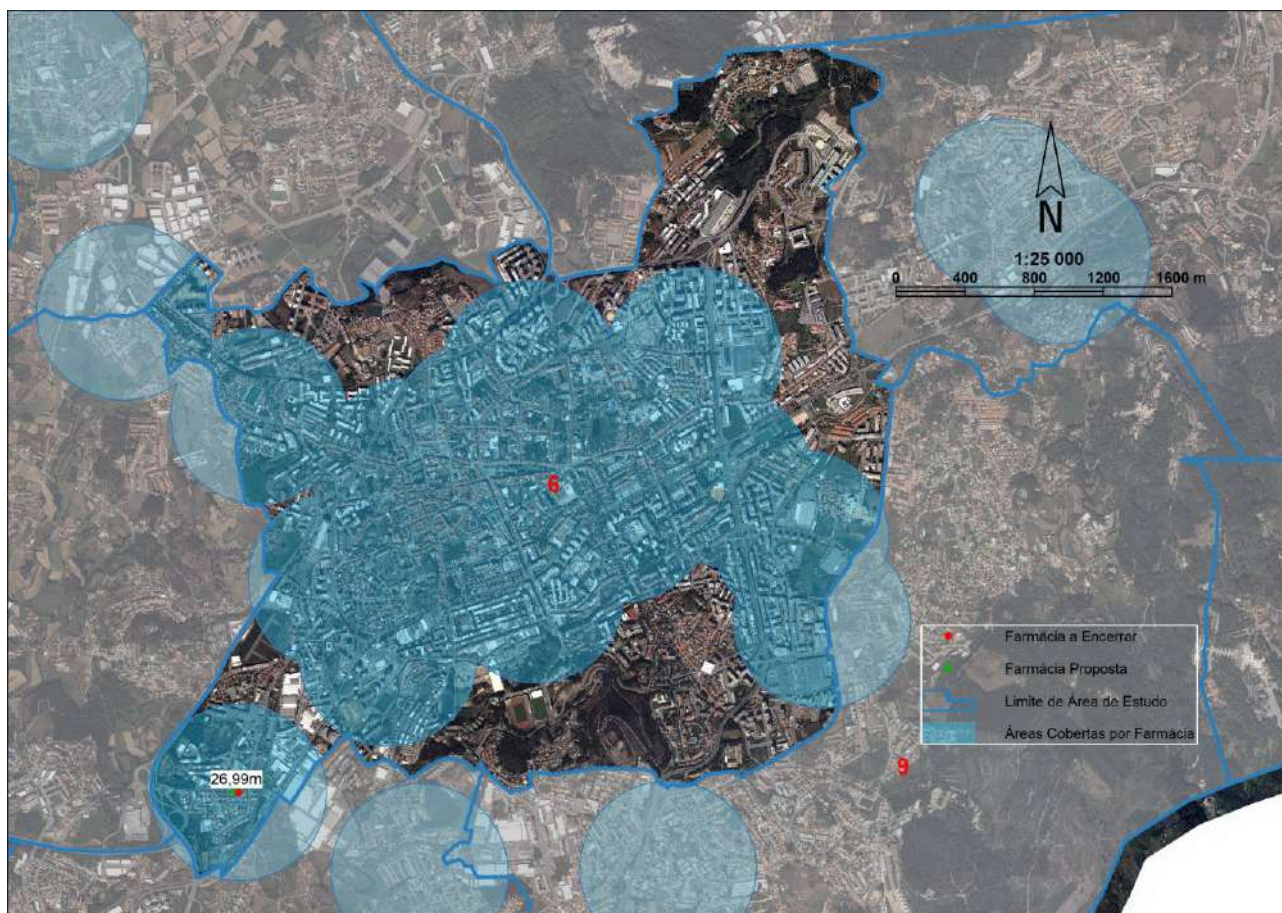 N
1:25 000
0 400 800 1200 1600 m
6
Farmácia a Encerrar
Farmácia Proposta
Limite de Área de Estudo
Áreas Cobertas por Farmácia
9
26,99m